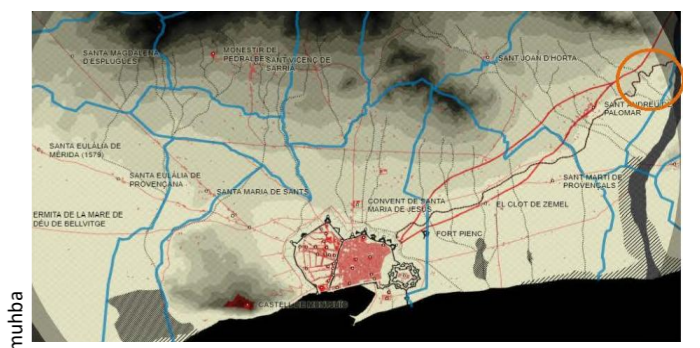 SANTA MAGDALENA
D'ESPLUGUES
MONESTIR DE
PEDRALBES
SANT VICENÇ DE
SARRIÀ
SANT JOAN D'HORTA
SANT ANDREU DE
PALOMAR
SANTA EULÀLIA DE
MÉRIDA (1579)
SANTA EULÀLIA DE
PROVENÇANA
SANTA MARIA DE SANTS
SANT MARTÍ DE
PROVENÇALS
ERMITA DE LA MARE DE
DÉU DE BELLVITGE
CONVENT DE SANTA
MARIA DE JESÚS
EL CLOT DE ZEMEL
FORT PIENC
muhba